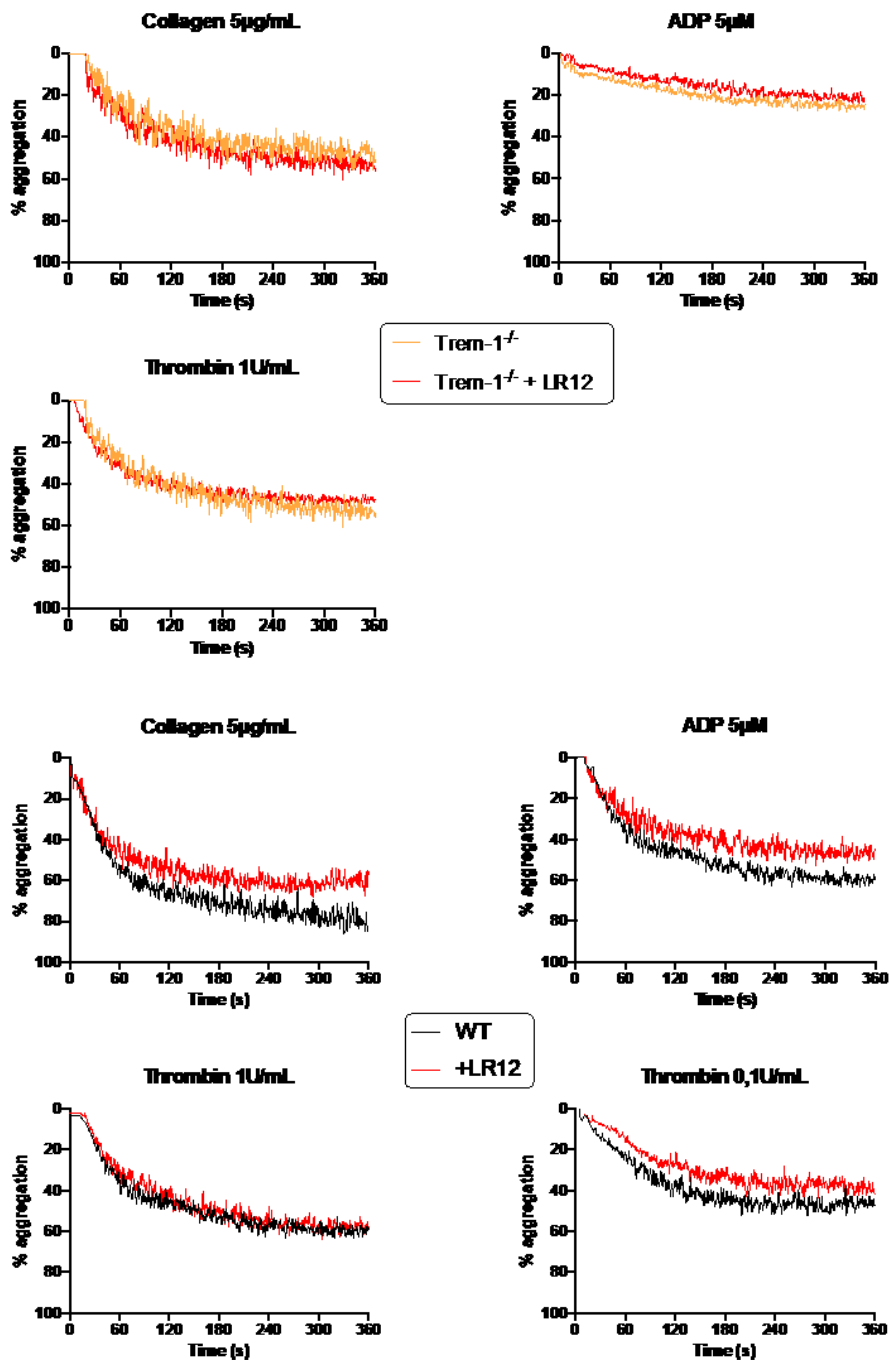 Collagen 5µg/mL
0
20
40
60
80
100
% aggregation
0 60 120 180 240 300 360
Time (s)
ADP 5µM
0
20
40
60
80
100
% aggregation
0 60 120 180 240 300 360
Time (s)
Trem-1-/-
Trem-1-/- + LR12
Thrombin 1U/mL
0
20
40
60
80
100
% aggregation
0 60 120 180 240 300 360
Time (s)
Collagen 5µg/mL
0
20
40
60
80
100
% aggregation
0 60 120 180 240 300 360
Time (s)
ADP 5µM
0
20
40
60
80
100
% aggregation
0 60 120 180 240 300 360
Time (s)
WT
+LR12
Thrombin 1U/mL
0
20
40
60
80
100
% aggregation
0 60 120 180 240 300 360
Time (s)
Thrombin 0,1U/mL
0
20
40
60
80
100
% aggregation
0 60 120 180 240 300 360
Time (s)